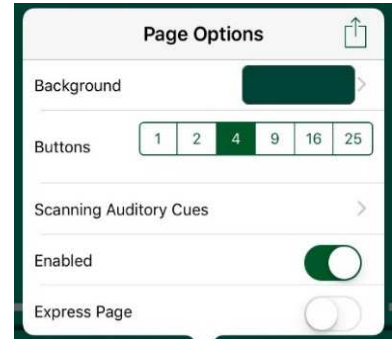 Page Options
Background
Buttons 1 2 4 9 16 25
Scanning Auditory Cues
Enabled
Express Page